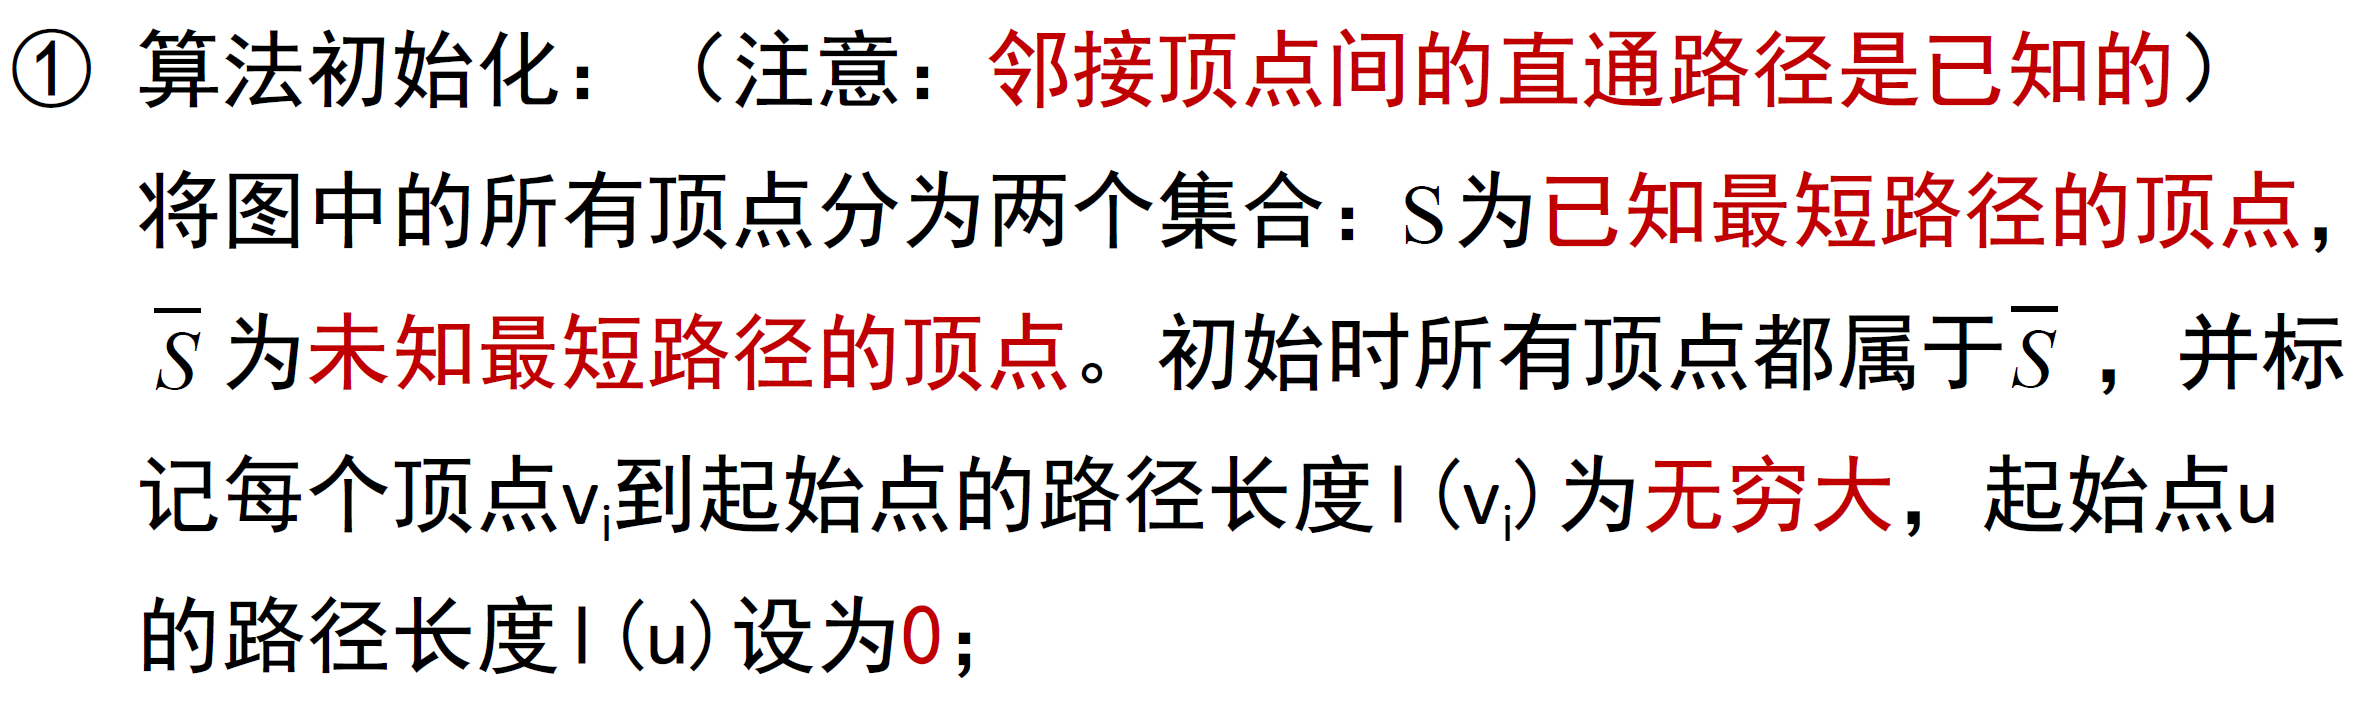 ① 算法初始化：（注意：邻接顶点间的直通路径是已知的）
将图中的所有顶点分为两个集合：S为已知最短路径的顶点，
S̅ 为未知最短路径的顶点。初始时所有顶点都属于S̅ ，并标
记每个顶点vᵢ到起始点的路径长度l(vᵢ)为无穷大，起始点u
的路径长度l(u)设为0；